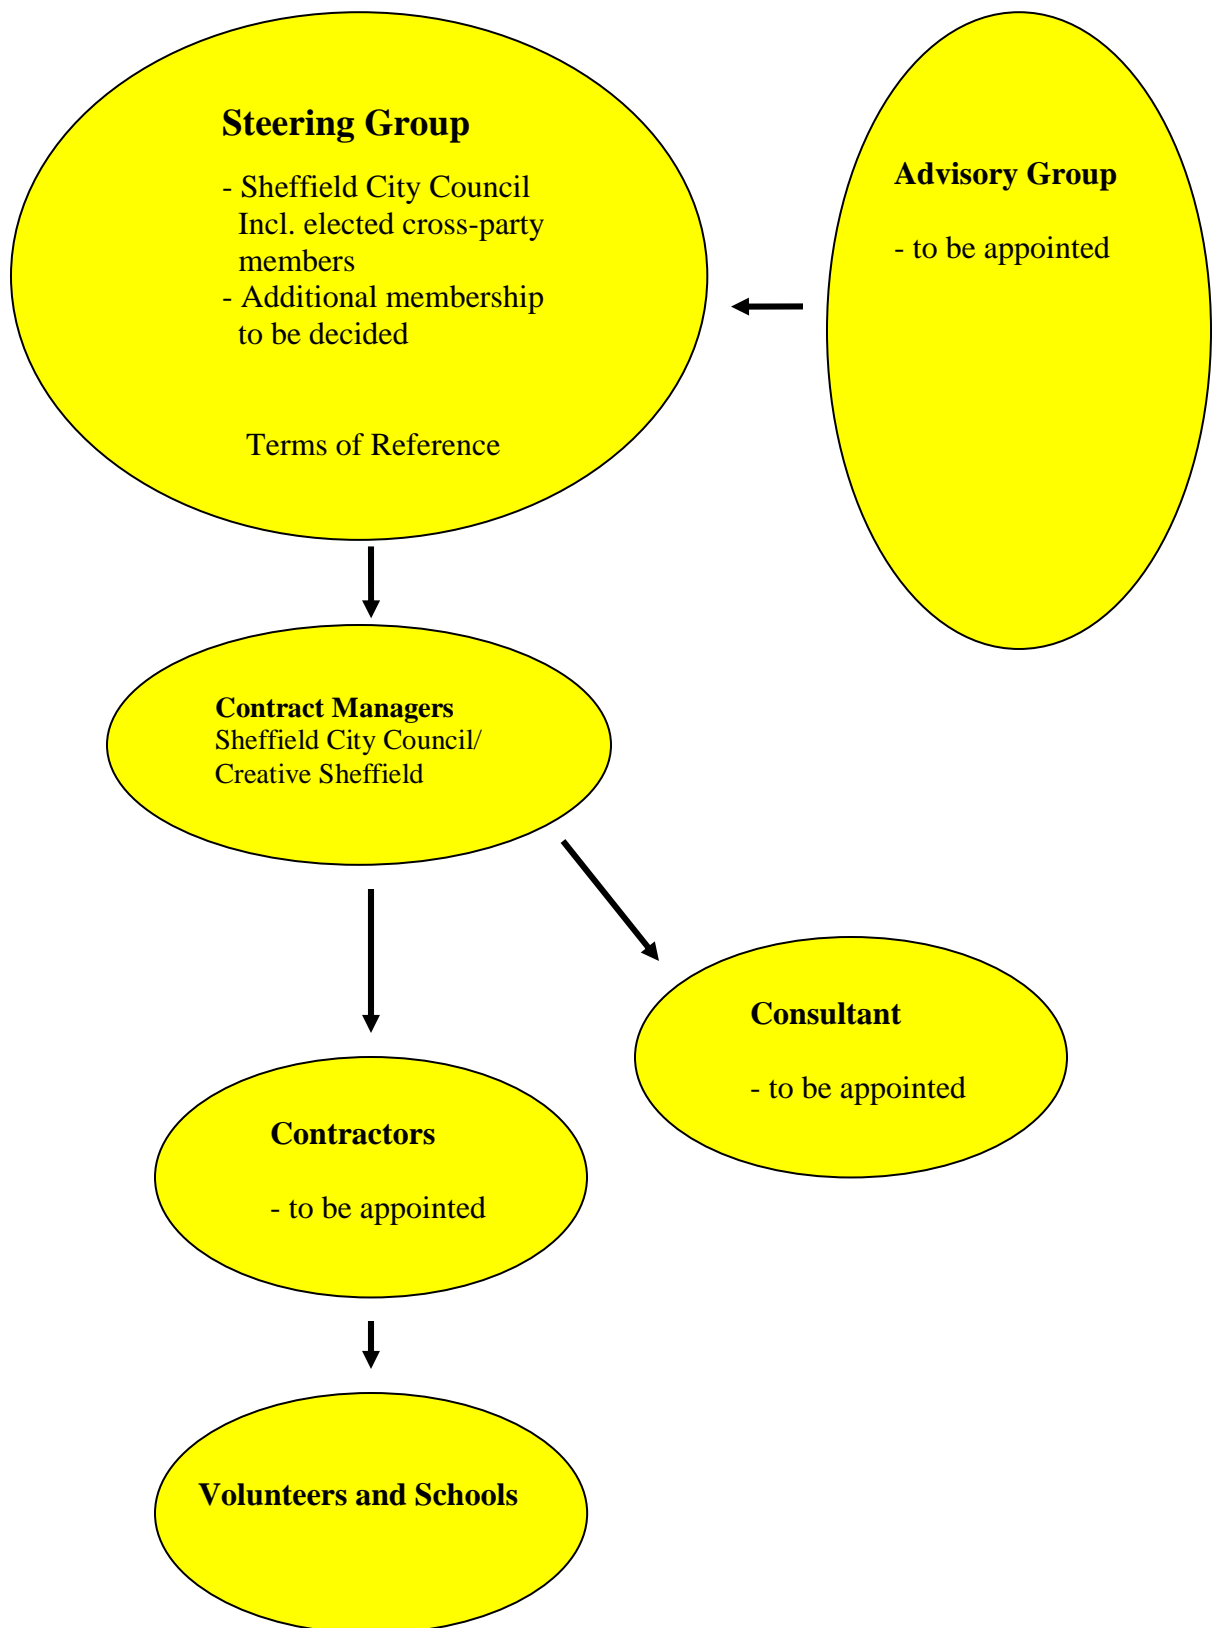 Steering Group
- Sheffield City Council
Incl. elected cross-party
members
- Additional membership
to be decided
Terms of Reference
Advisory Group
- to be appointed
Contract Managers
Sheffield City Council/
Creative Sheffield
Consultant
- to be appointed
Contractors
- to be appointed
Volunteers and Schools